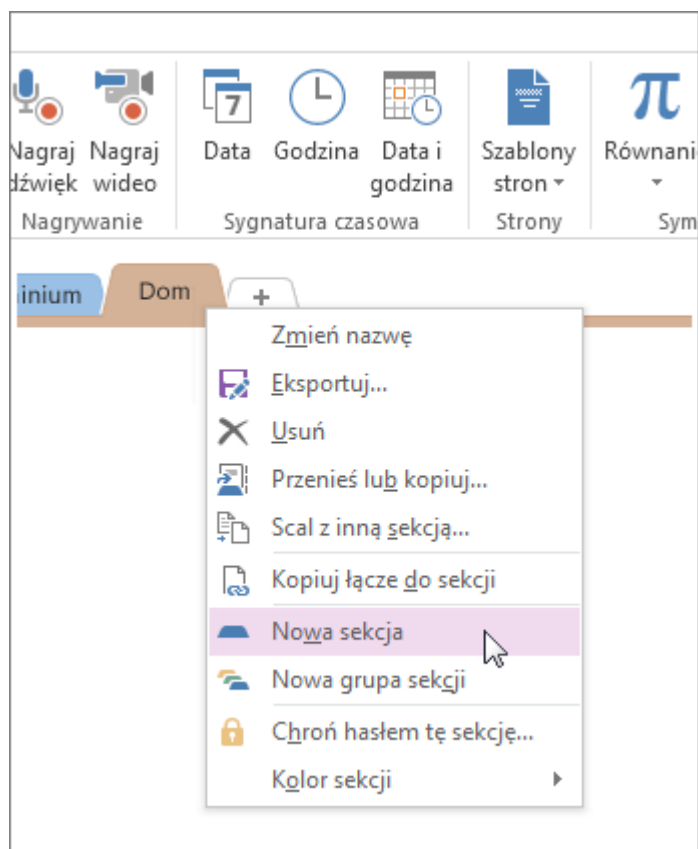 Nagraj Nagraj Data Godzina Data i Szablony Równani
dźwięk wideo godzina stron
Nagrywanie Sygnatura czasowa Strony Sym
inium Dom +
Zmień nazwę
Eksportuj...
Usuń
Przenieś lub kopiuj...
Scal z inną sekcją...
Kopiuj łącze do sekcji
Nowa sekcja
Nowa grupa sekcji
Chroń hasłem tę sekcję...
Kolor sekcji